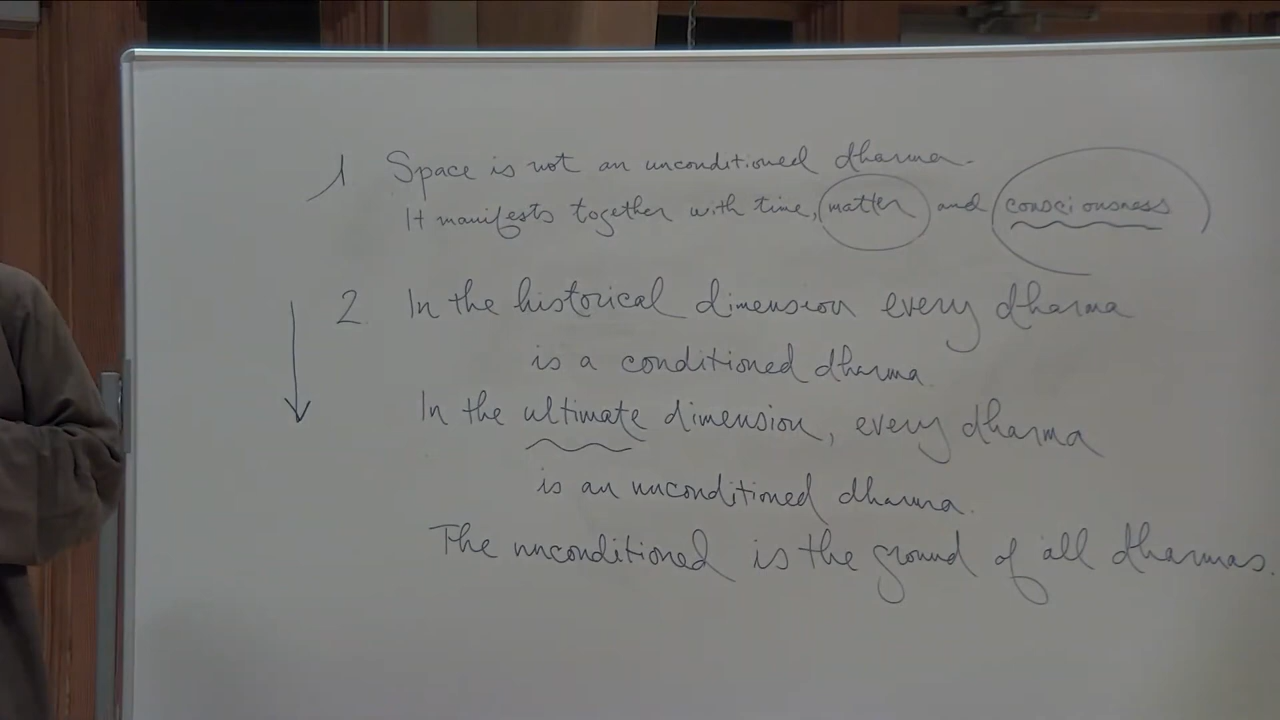 1 Space is not an unconditioned dharma.
It manifests together with time, matter and consciousness
2. In the historical dimension every dharma
is a conditioned dharma.
In the ultimate dimension, every dharma
is an unconditioned dharma.
The unconditioned is the ground of all dharmas.